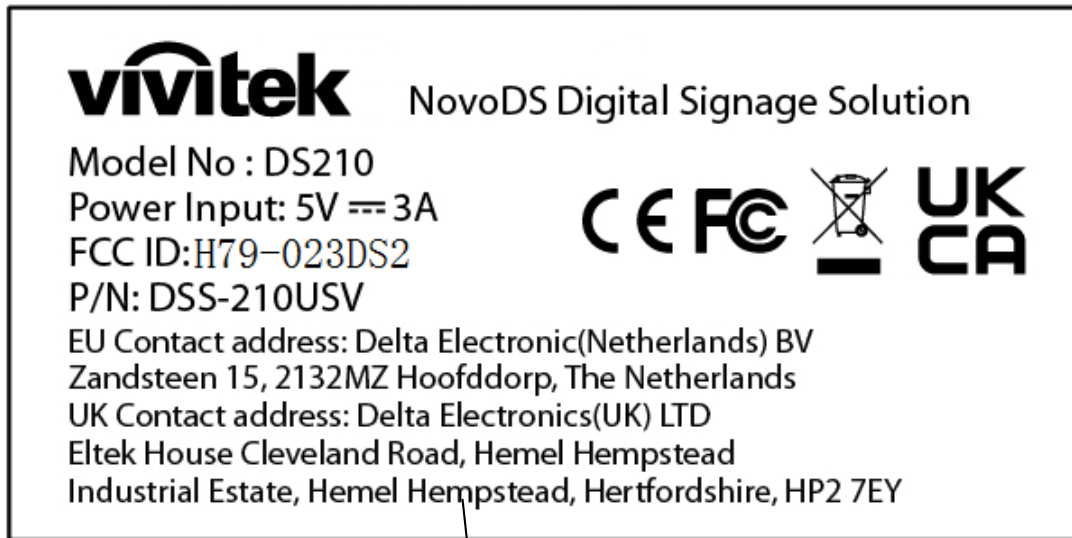 vivitek NovoDS Digital Signage Solution
Model No : DS210
Power Input: 5V ⎓ 3A
FCC ID:H79-023DS2
P/N: DSS-210USV
CE FC UK CA
EU Contact address: Delta Electronic(Netherlands) BV
Zandsteen 15, 2132MZ Hoofddorp, The Netherlands
UK Contact address: Delta Electronics(UK) LTD
Eltek House Cleveland Road, Hemel Hempstead
Industrial Estate, Hemel Hempstead, Hertfordshire, HP2 7EY